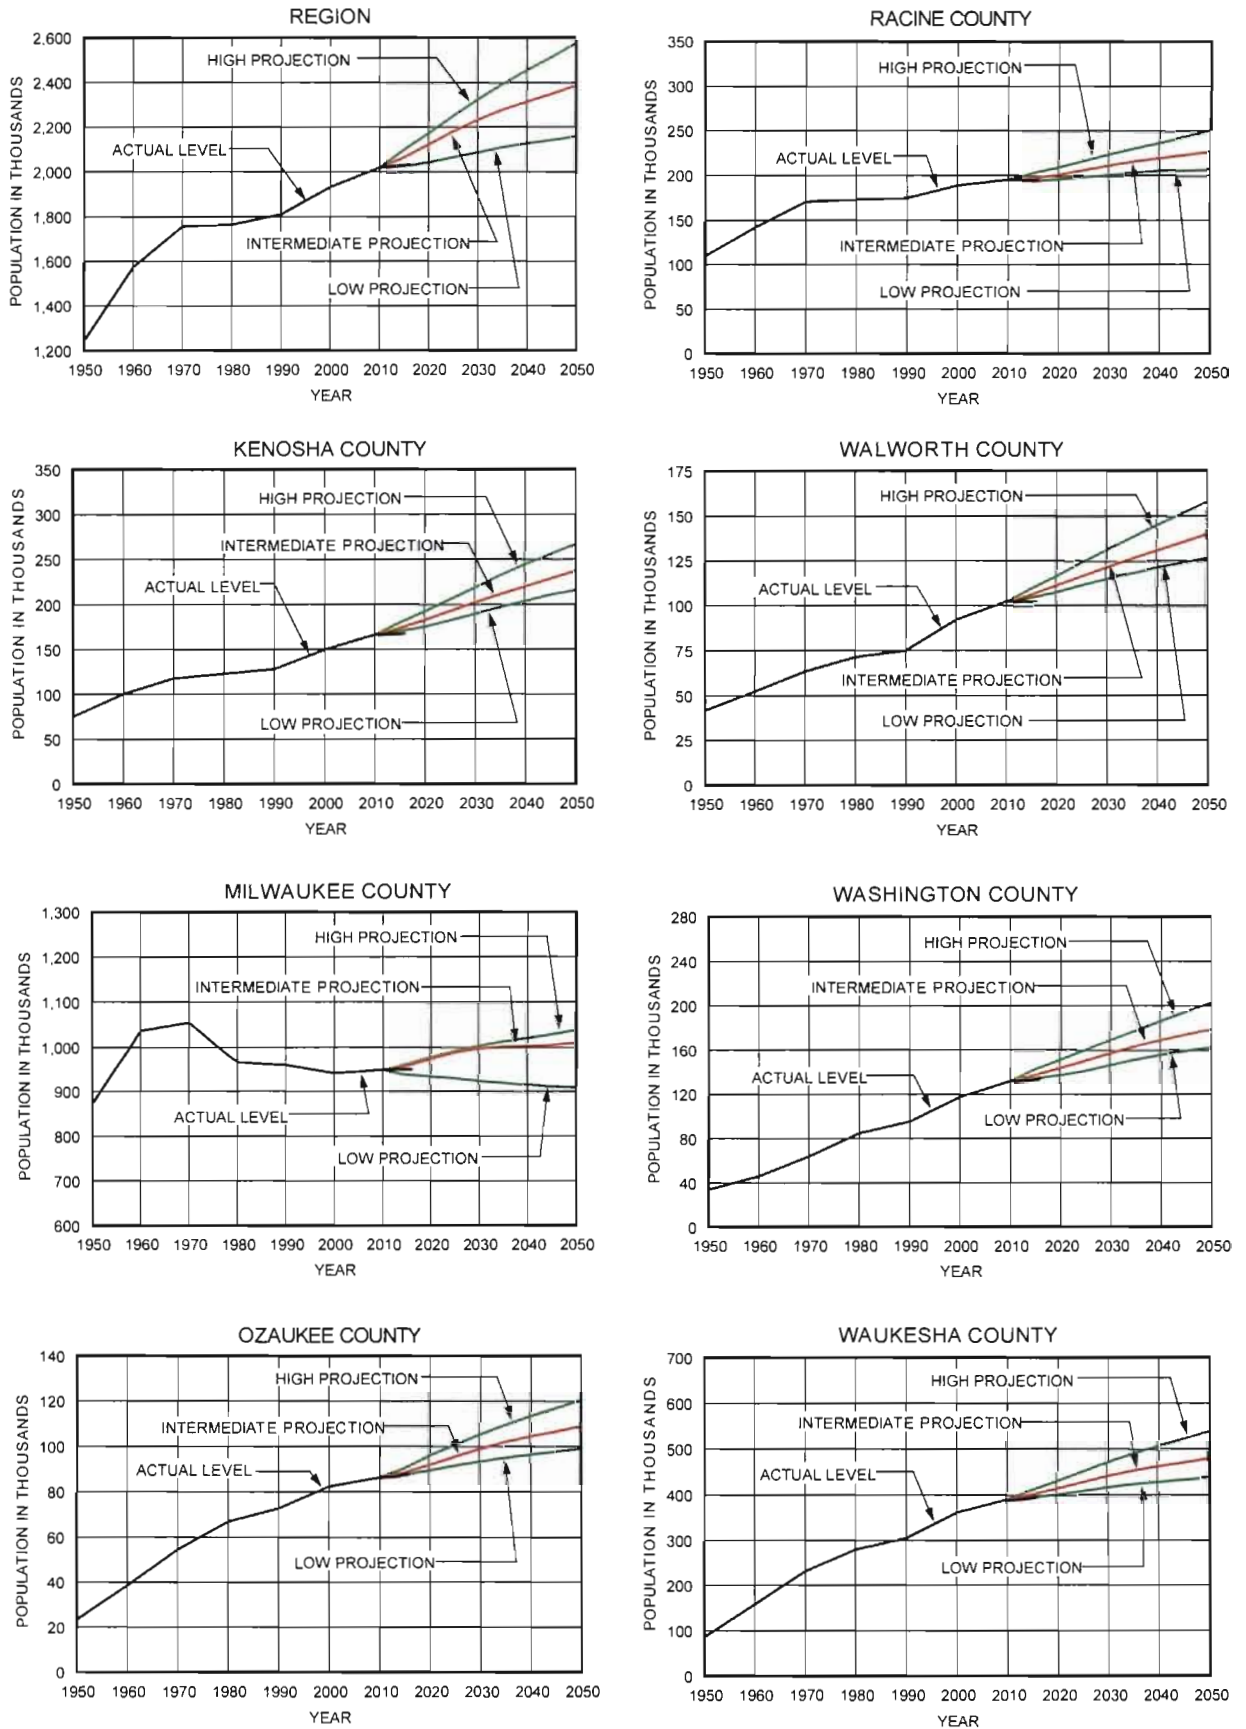 REGION
POPULATION IN THOUSANDS
2,600
2,400
2,200
2,000
1,800
1,600
1,400
1,200
HIGH PROJECTION
ACTUAL LEVEL
INTERMEDIATE PROJECTION
LOW PROJECTION
1950 1960 1970 1980 1990 2000 2010 2020 2030 2040 2050
YEAR
RACINE COUNTY
POPULATION IN THOUSANDS
350
300
250
200
150
100
50
0
HIGH PROJECTION
ACTUAL LEVEL
INTERMEDIATE PROJECTION
LOW PROJECTION
1950 1960 1970 1980 1990 2000 2010 2020 2030 2040 2050
YEAR
KENOSHA COUNTY
POPULATION IN THOUSANDS
350
300
250
200
150
100
50
0
HIGH PROJECTION
INTERMEDIATE PROJECTION
ACTUAL LEVEL
LOW PROJECTION
1950 1960 1970 1980 1990 2000 2010 2020 2030 2040 2050
YEAR
WALWORTH COUNTY
POPULATION IN THOUSANDS
175
150
125
100
75
50
25
0
HIGH PROJECTION
ACTUAL LEVEL
INTERMEDIATE PROJECTION
LOW PROJECTION
1950 1960 1970 1980 1990 2000 2010 2020 2030 2040 2050
YEAR
MILWAUKEE COUNTY
POPULATION IN THOUSANDS
1,300
1,200
1,100
1,000
900
800
700
600
HIGH PROJECTION
INTERMEDIATE PROJECTION
ACTUAL LEVEL
LOW PROJECTION
1950 1960 1970 1980 1990 2000 2010 2020 2030 2040 2050
YEAR
WASHINGTON COUNTY
POPULATION IN THOUSANDS
280
240
200
160
120
80
40
0
HIGH PROJECTION
INTERMEDIATE PROJECTION
ACTUAL LEVEL
LOW PROJECTION
1950 1960 1970 1980 1990 2000 2010 2020 2030 2040 2050
YEAR
OZAUKEE COUNTY
POPULATION IN THOUSANDS
140
120
100
80
60
40
20
0
HIGH PROJECTION
INTERMEDIATE PROJECTION
ACTUAL LEVEL
LOW PROJECTION
1950 1960 1970 1980 1990 2000 2010 2020 2030 2040 2050
YEAR
WAUKESHA COUNTY
POPULATION IN THOUSANDS
700
600
500
400
300
200
100
0
HIGH PROJECTION
INTERMEDIATE PROJECTION
ACTUAL LEVEL
LOW PROJECTION
1950 1960 1970 1980 1990 2000 2010 2020 2030 2040 2050
YEAR